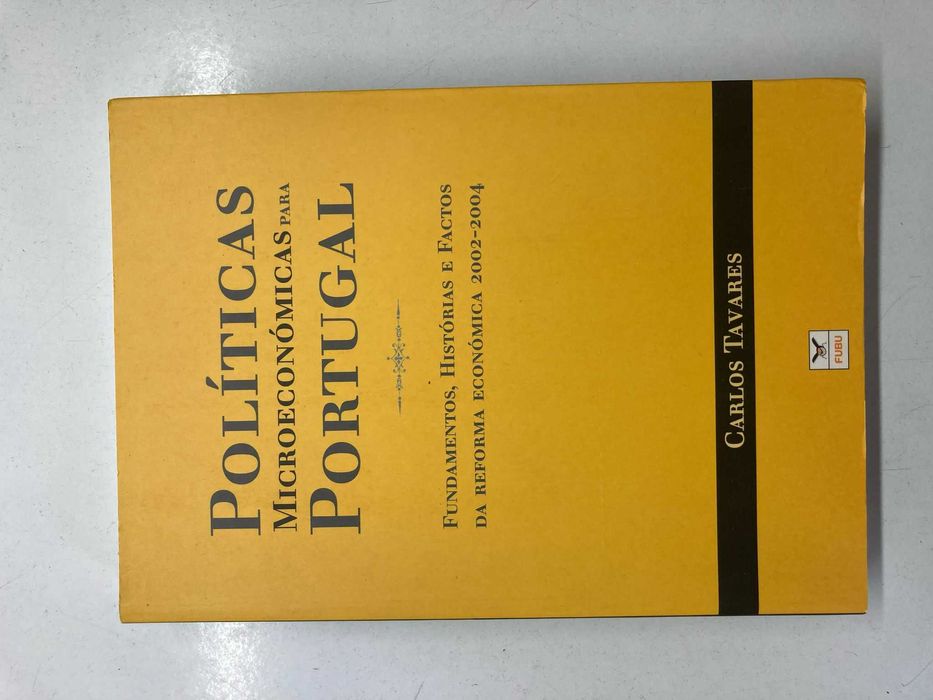 POLÍTICAS
MICROECONÓMICAS PARA
PORTUGAL
FUNDAMENTOS, HISTÓRIAS E FACTOS
DA REFORMA ECONÓMICA 2002-2004
CARLOS TAVARES
FUBU